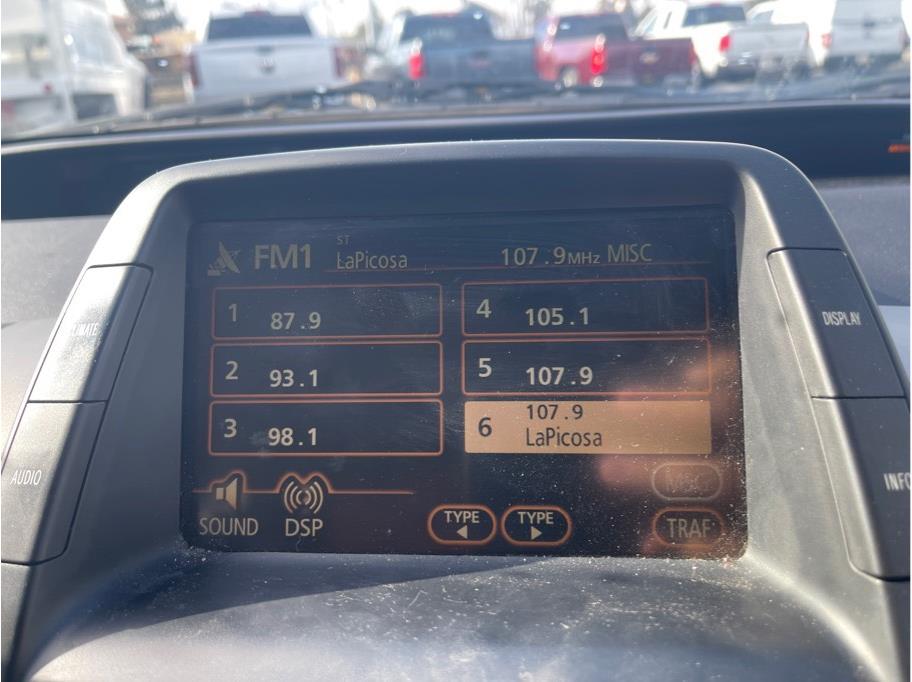 FM1
ST
LaPicosa
107.9MHz MISC
1 87.9
2 93.1
3 98.1
4 105.1
5 107.9
6 107.9
LaPicosa
SOUND
DSP
TYPE
TYPE
MSG
TRAF
AUDIO
DISPLAY
INFO